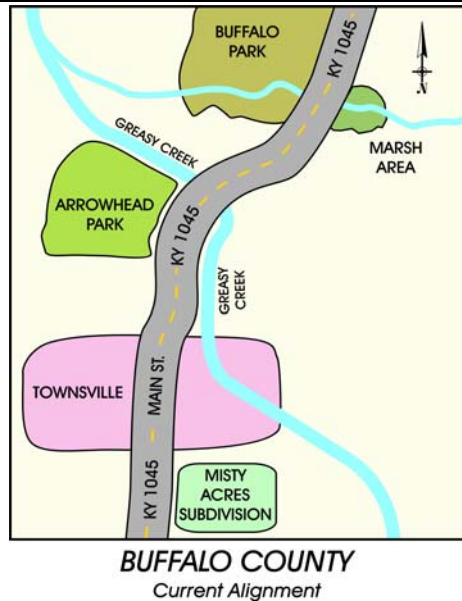 BUFFALO
PARK
KY 1045
N
GREASY CREEK
MARSH
AREA
ARROWHEAD
PARK
KY 1045
GREASY
CREEK
TOWNSVILLE
MAIN ST.
KY 1045
MISTY
ACRES
SUBDIVISION
BUFFALO COUNTY
Current Alignment